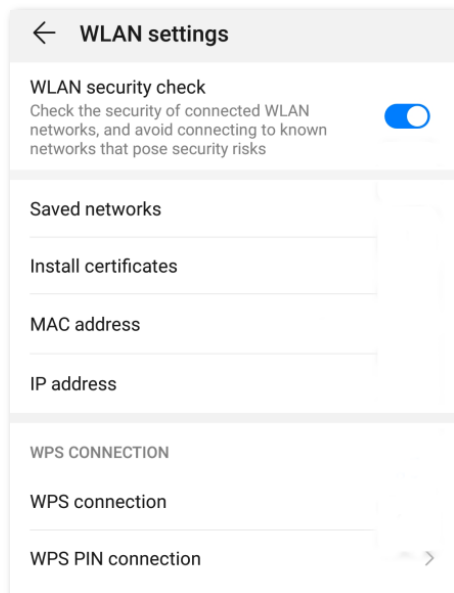 WLAN settings
WLAN security check
Check the security of connected WLAN
networks, and avoid connecting to known
networks that pose security risks
Saved networks
Install certificates
MAC address
IP address
WPS CONNECTION
WPS connection
WPS PIN connection